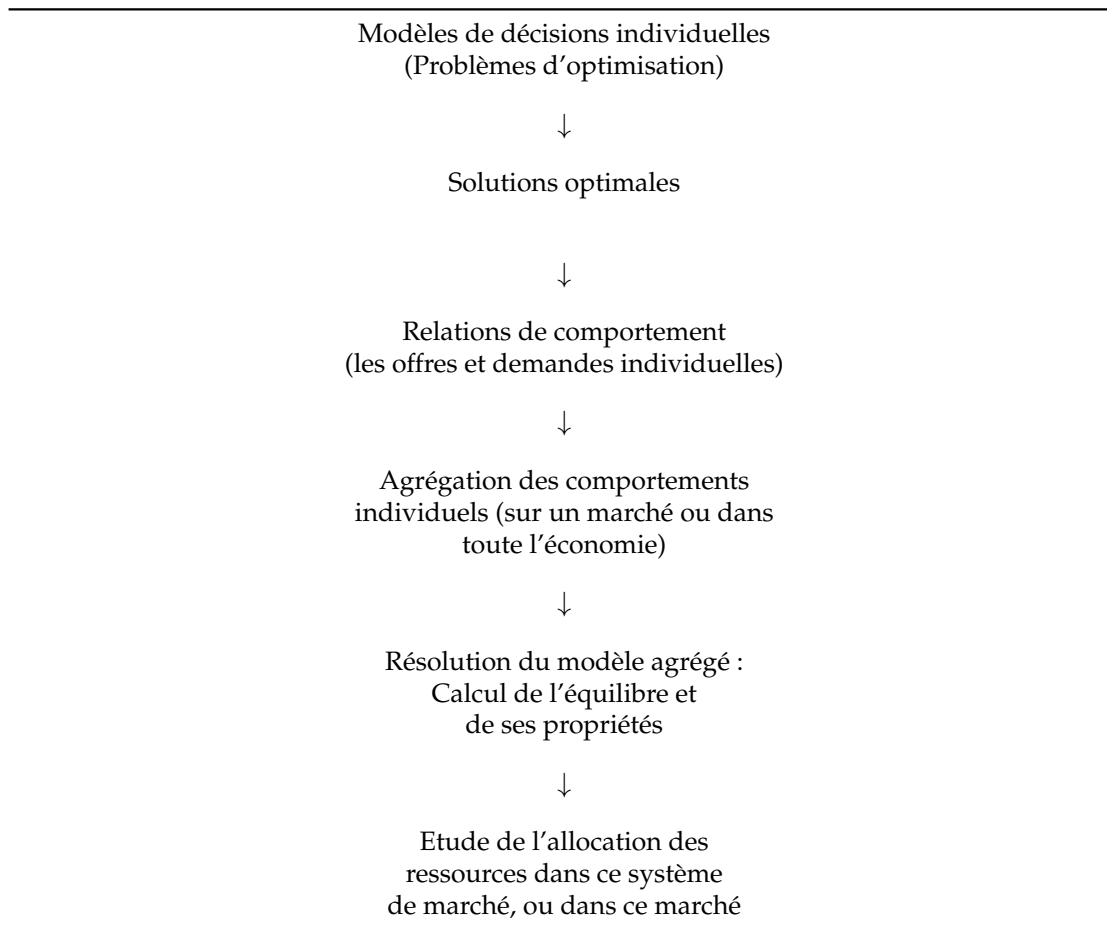 Modèles de décisions individuelles
(Problèmes d'optimisation)
↓
Solutions optimales
↓
Relations de comportement
(les offres et demandes individuelles)
↓
Agrégation des comportements
individuels (sur un marché ou dans
toute l'économie)
↓
Résolution du modèle agrégé :
Calcul de l'équilibre et
de ses propriétés
↓
Etude de l'allocation des
ressources dans ce système
de marché, ou dans ce marché